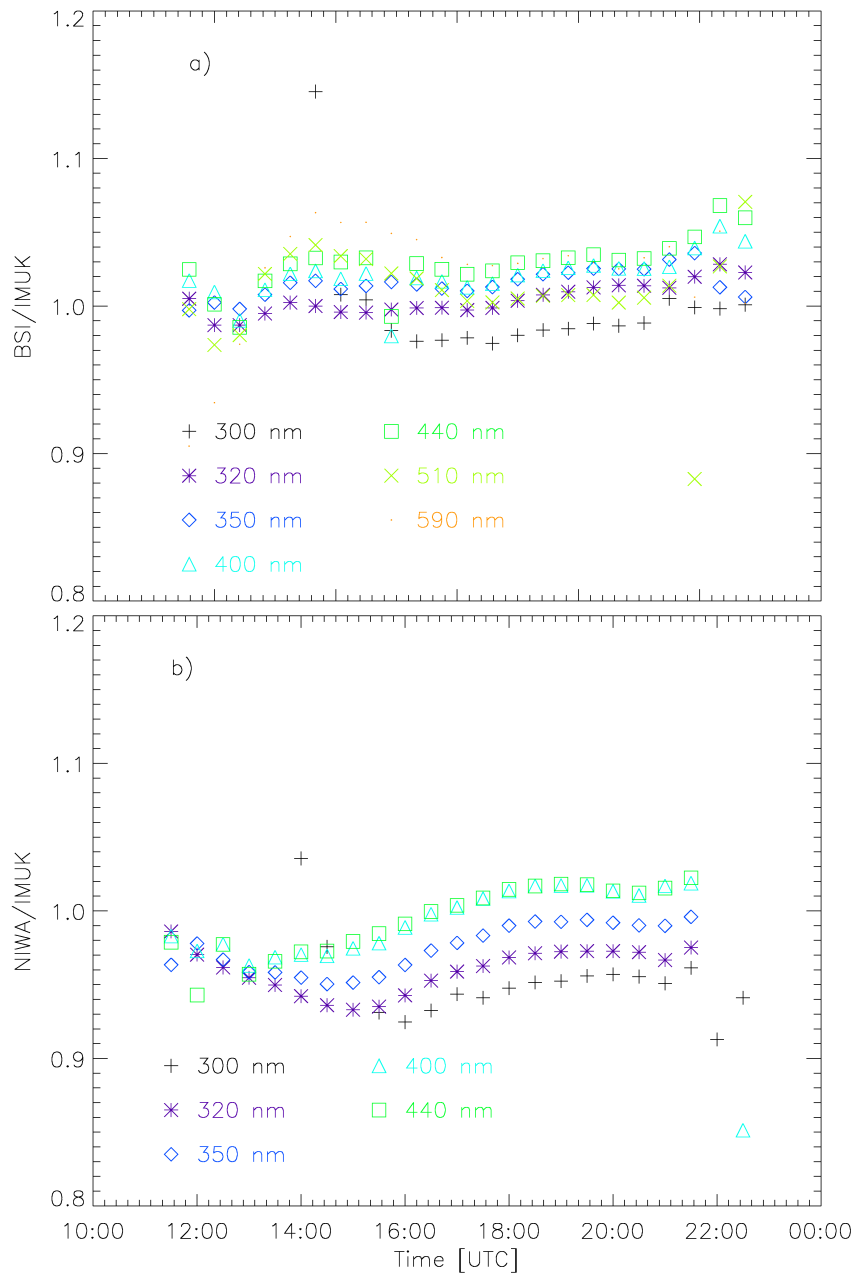 1.2
a)
1.1
BSI/IMUK
1.0
300 nm
440 nm
0.9
320 nm
510 nm
350 nm
590 nm
400 nm
0.8
1.2
b)
1.1
NIWA/IMUK
1.0
0.9
300 nm
400 nm
320 nm
440 nm
350 nm
0.8
10:00
12:00
14:00
16:00
18:00
20:00
22:00
00:00
Time [UTC]